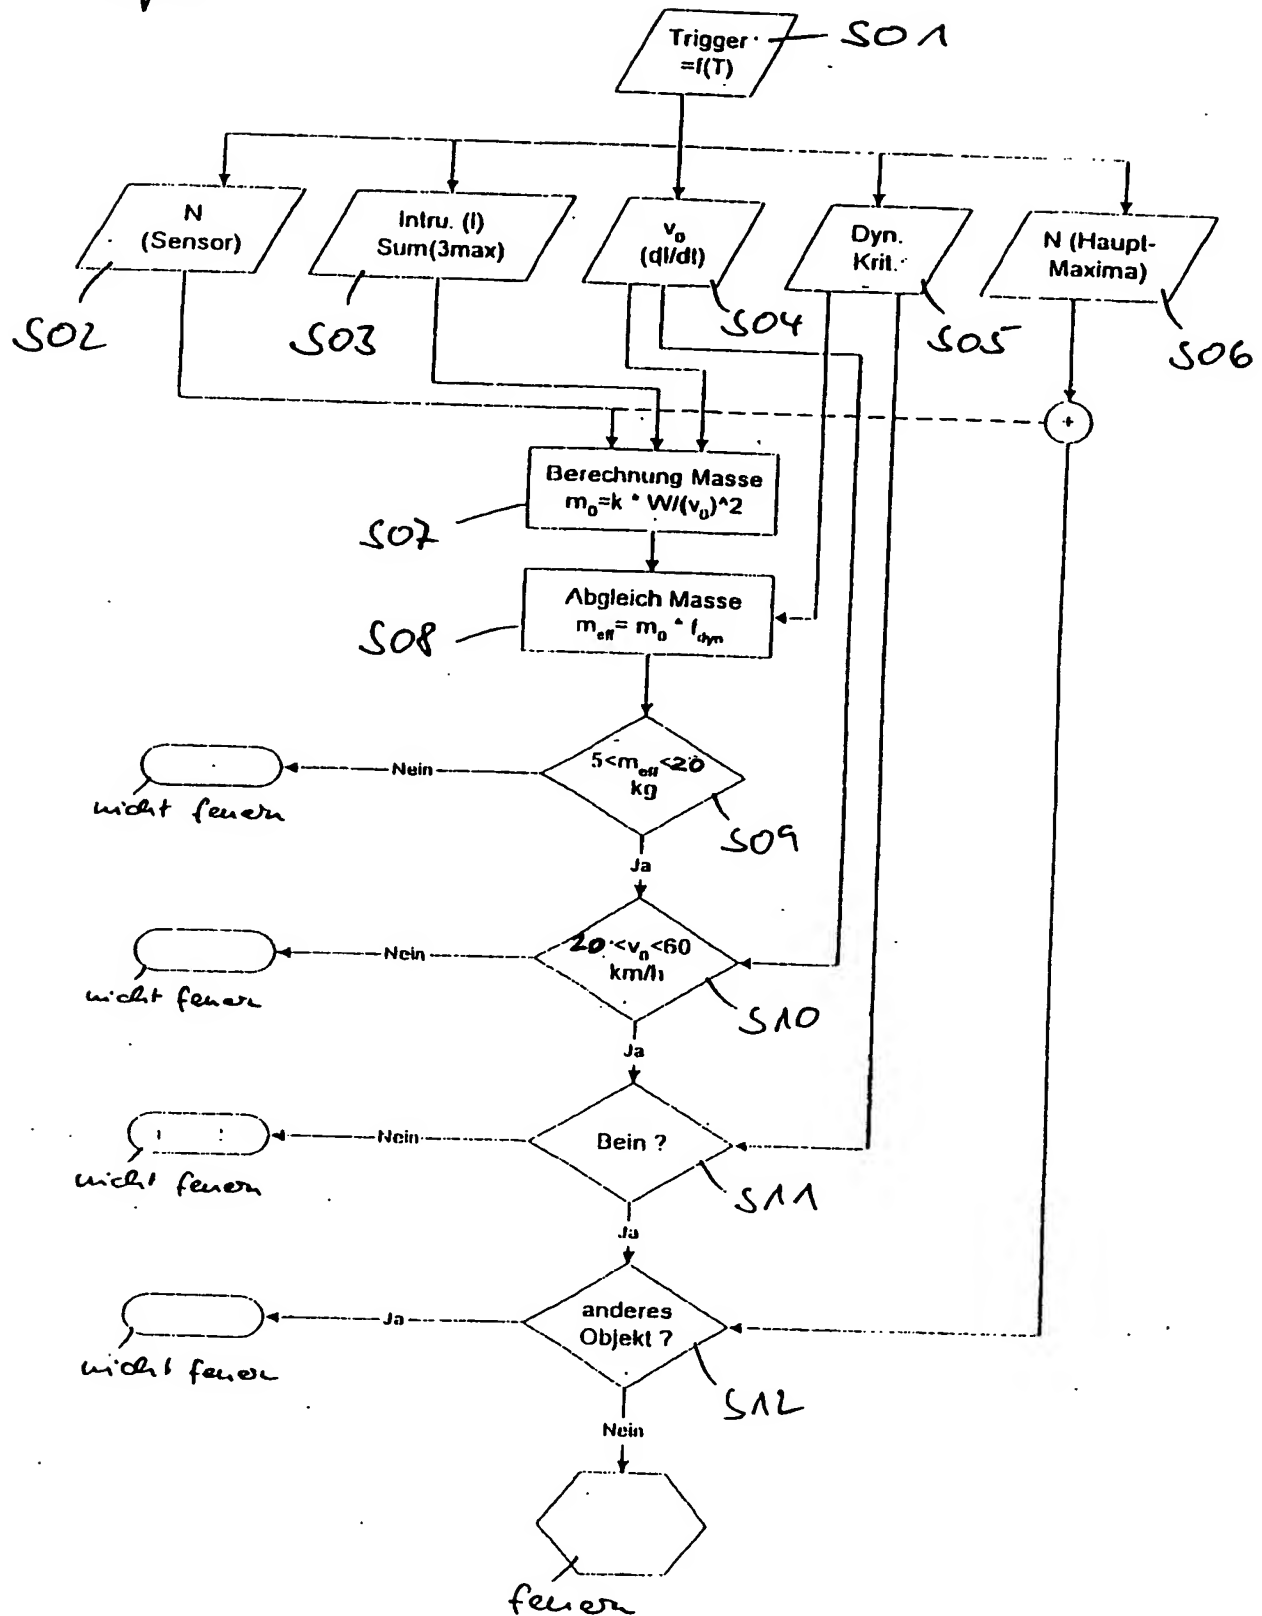 Trigger
=f(T)
S01
N
(Sensor)
Intru. (I)
Sum(3max)
v0
(dI/dt)
Dyn.
Krit.
N (Haupt-
Maxima)
S02
S03
S04
S05
S06
+
Berechnung Masse
m0=k * W/(v0)^2
S07
Abgleich Masse
meff= m0 * fdyn
S08
5<meff<20
kg
Nein
nicht feuern
S09
Ja
20<v0<60
km/h
Nein
nicht feuern
S10
Ja
Bein ?
Nein
nicht feuern
S11
Ja
anderes
Objekt ?
Ja
nicht feuern
S12
Nein
feuern